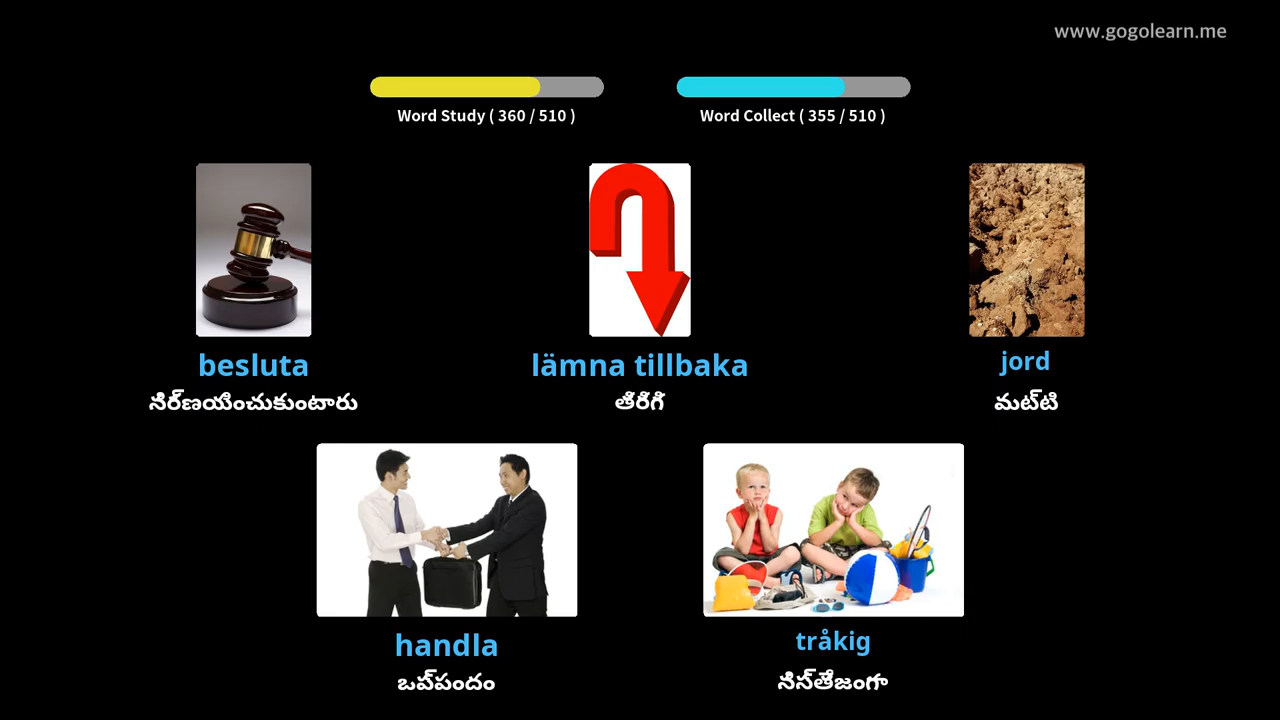 www.gogolearn.me
Word Study ( 360 / 510 )
Word Collect ( 355 / 510 )
besluta
నిర్ణయించుకుంటారు
lämna tillbaka
తిరిగి
jord
మట్టి
handla
ఒప్పందం
tråkig
నిస్తేజంగా